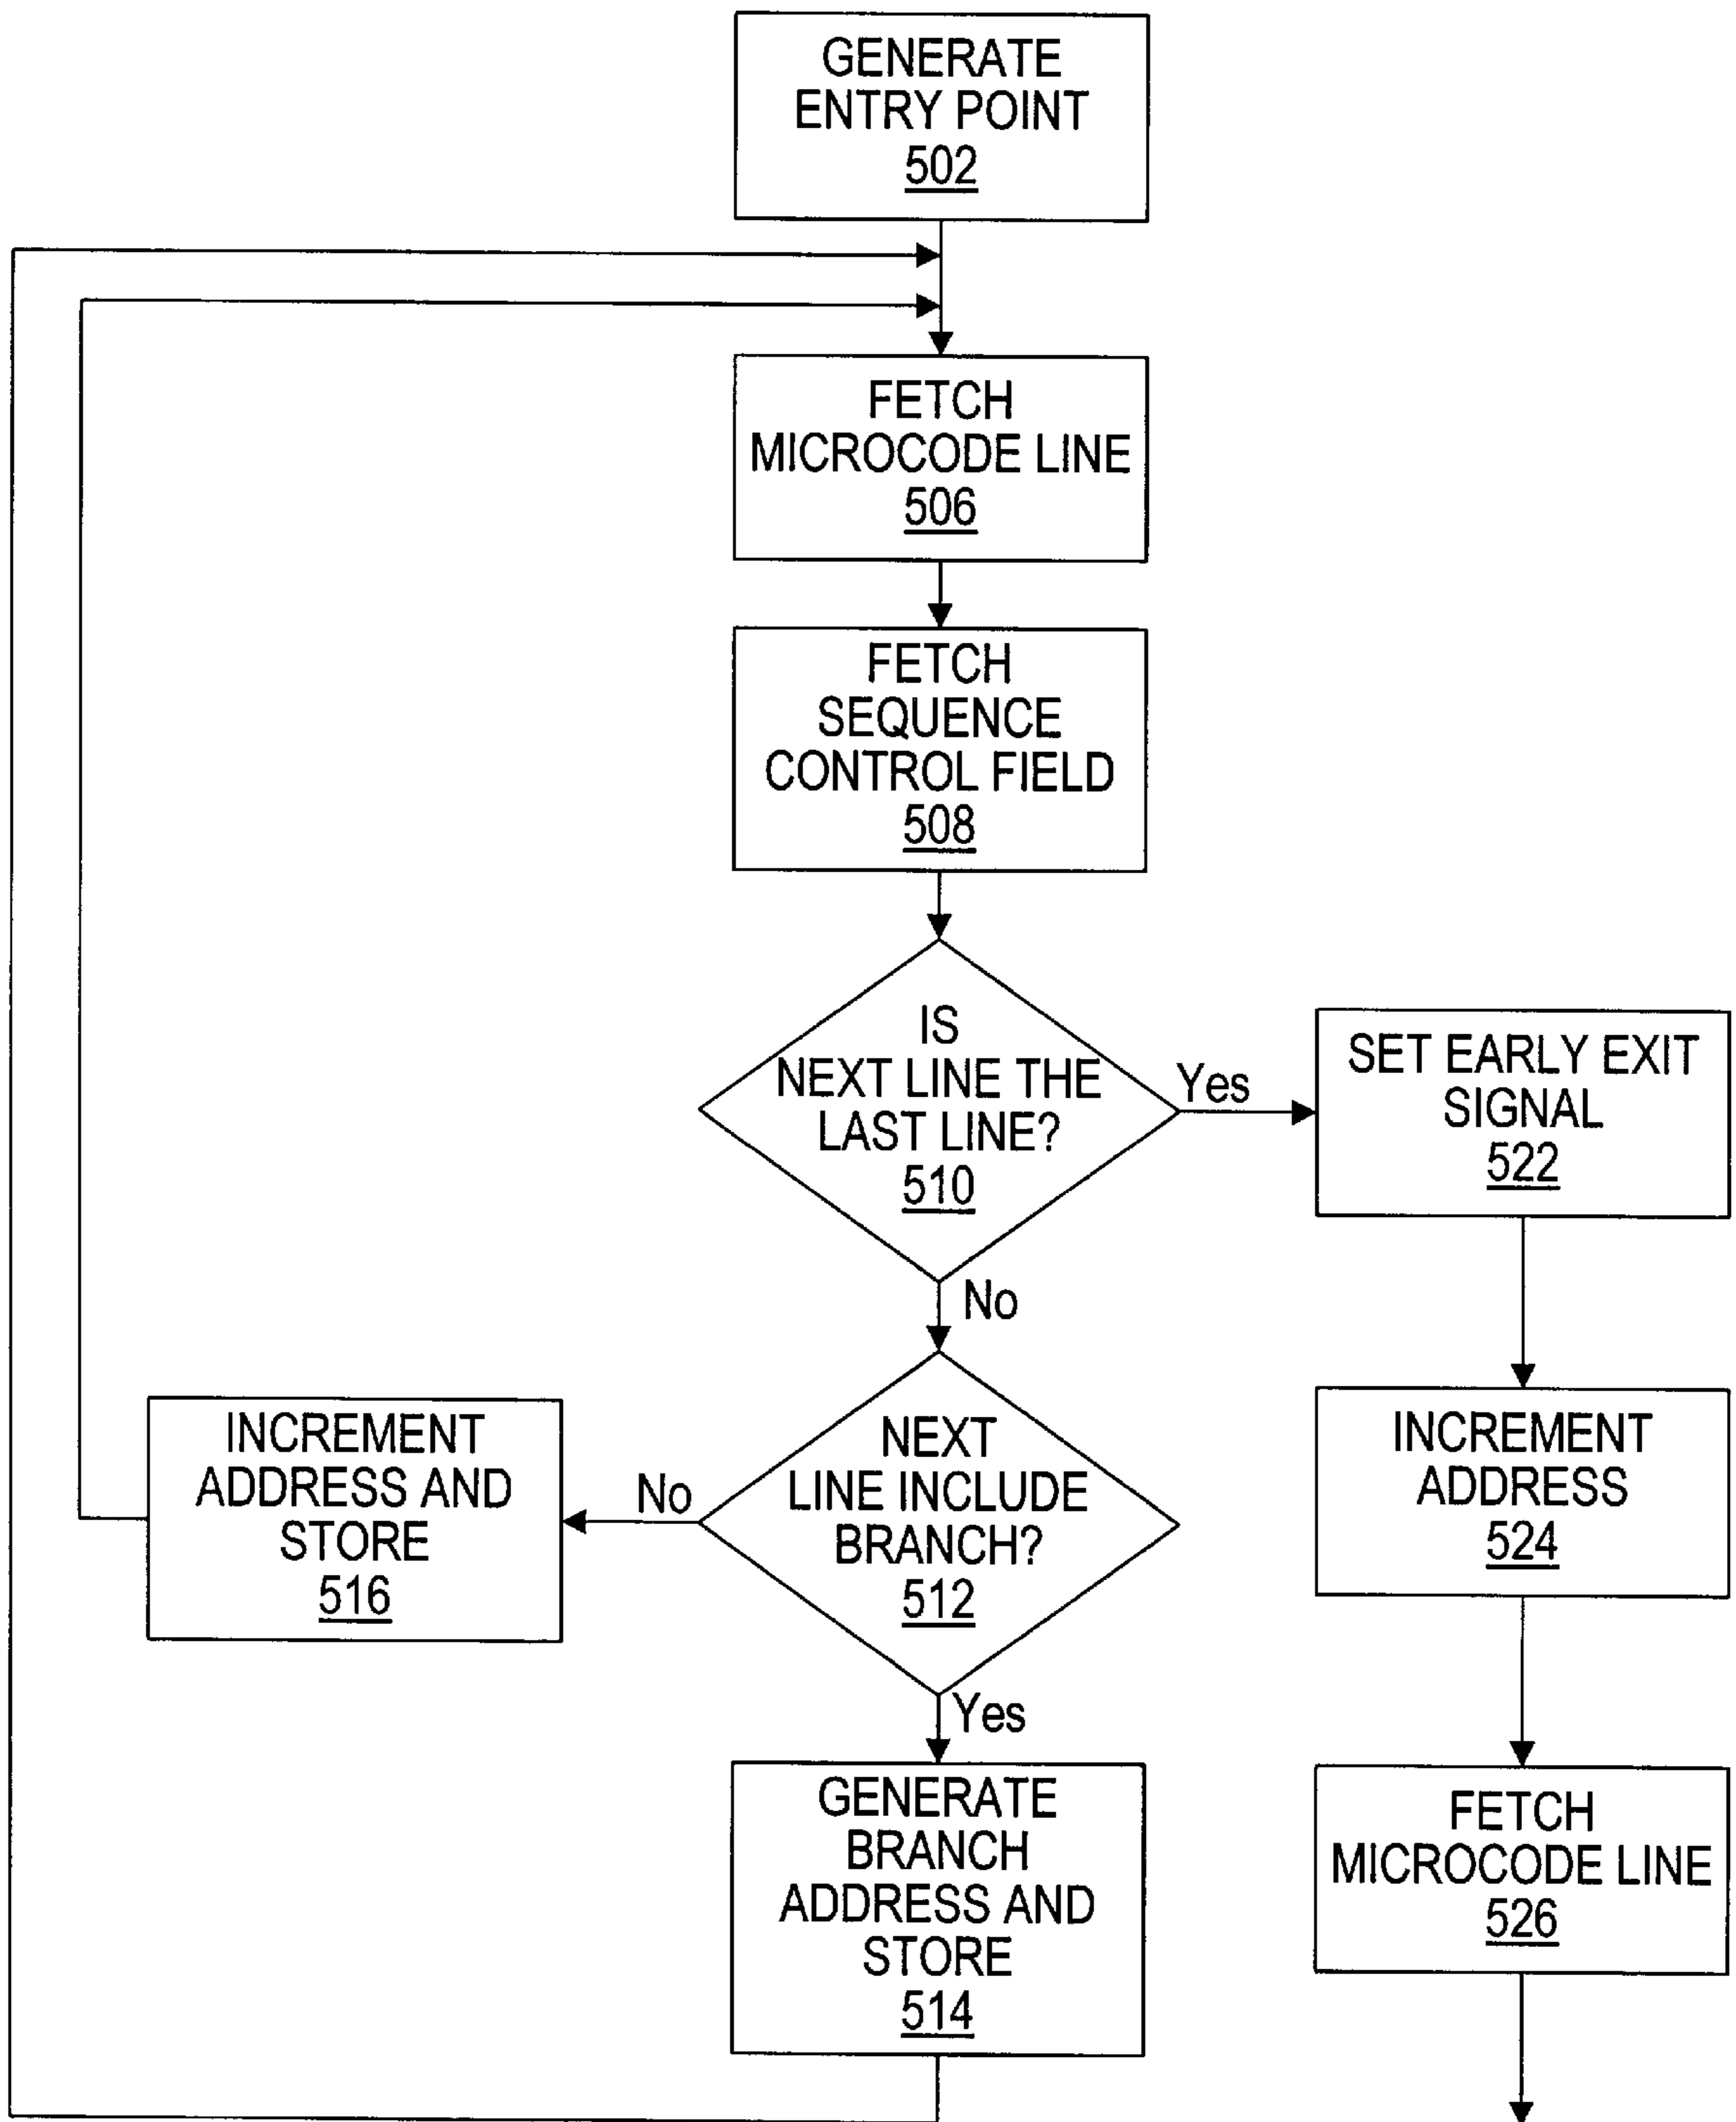 GENERATE
ENTRY POINT
502
FETCH
MICROCODE LINE
506
FETCH
SEQUENCE
CONTROL FIELD
508
IS
NEXT LINE THE
LAST LINE?
510
Yes
SET EARLY EXIT
SIGNAL
522
No
NEXT
LINE INCLUDE
BRANCH?
512
No
INCREMENT
ADDRESS AND
STORE
516
INCREMENT
ADDRESS
524
Yes
GENERATE
BRANCH
ADDRESS AND
STORE
514
FETCH
MICROCODE LINE
526